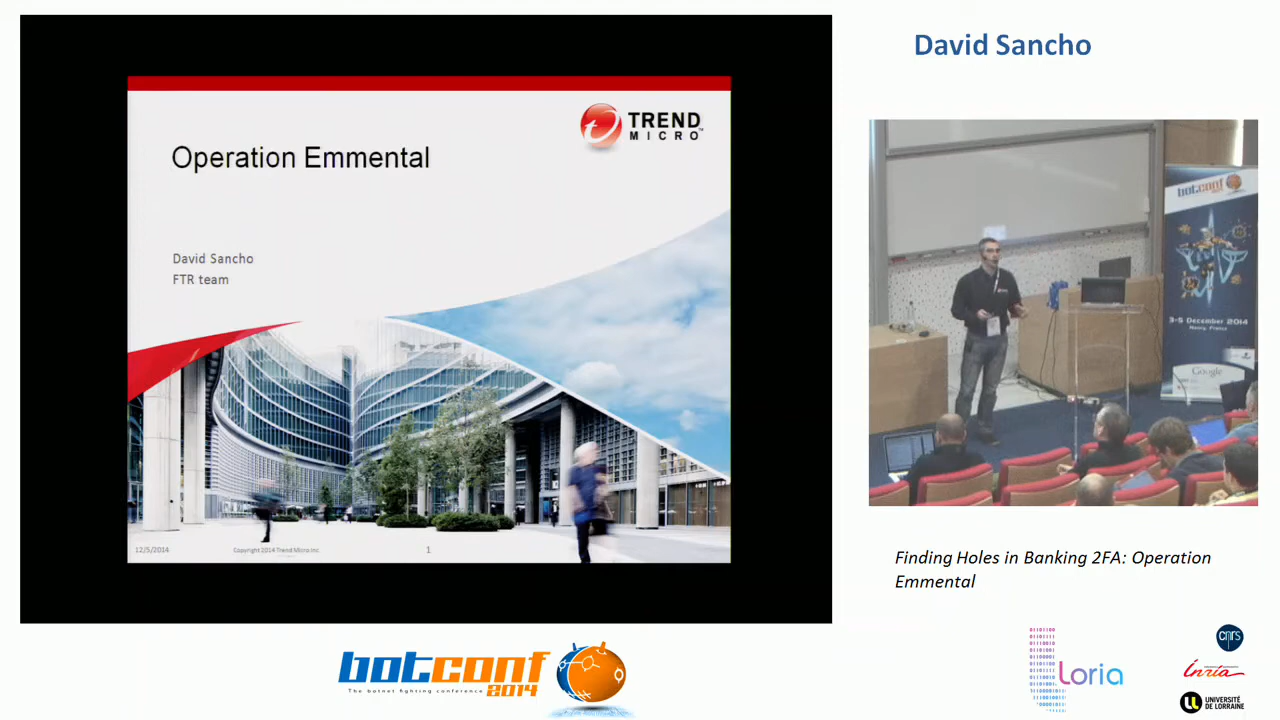 David Sancho
TREND
MICRO
Operation Emmental
David Sancho
FTR team
12/5/2014
Copyright 2014 Trend Micro Inc.
1
botconf
3-5 December 2014
Nancy, France
Google
Finding Holes in Banking 2FA: Operation
Emmental
botconf
The botnet fighting conference
2014
Loria
cnrs
inria
UNIVERSITÉ
DE LORRAINE